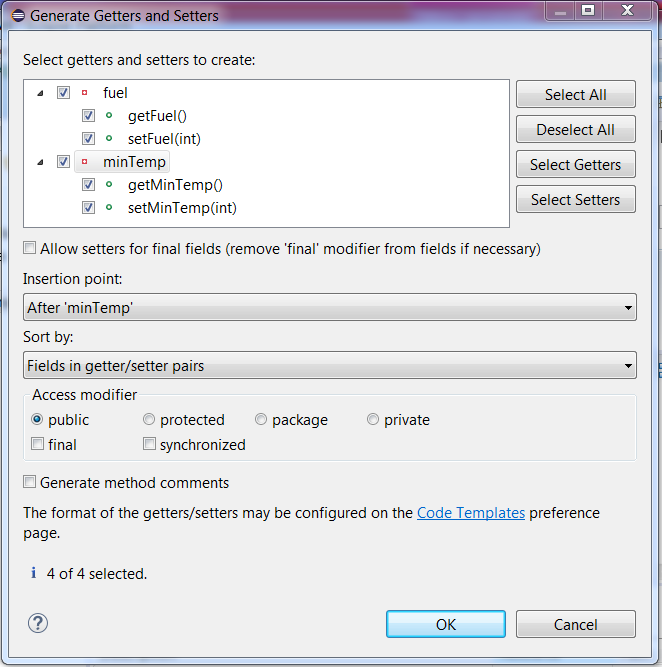 Generate Getters and Setters
Select getters and setters to create:
fuel
getFuel()
setFuel(int)
minTemp
getMinTemp()
setMinTemp(int)
Select All
Deselect All
Select Getters
Select Setters
Allow setters for final fields (remove 'final' modifier from fields if necessary)
Insertion point:
After 'minTemp'
Sort by:
Fields in getter/setter pairs
Access modifier
public protected package private
final synchronized
Generate method comments
The format of the getters/setters may be configured on the Code Templates preference
page.
i 4 of 4 selected.
? OK Cancel